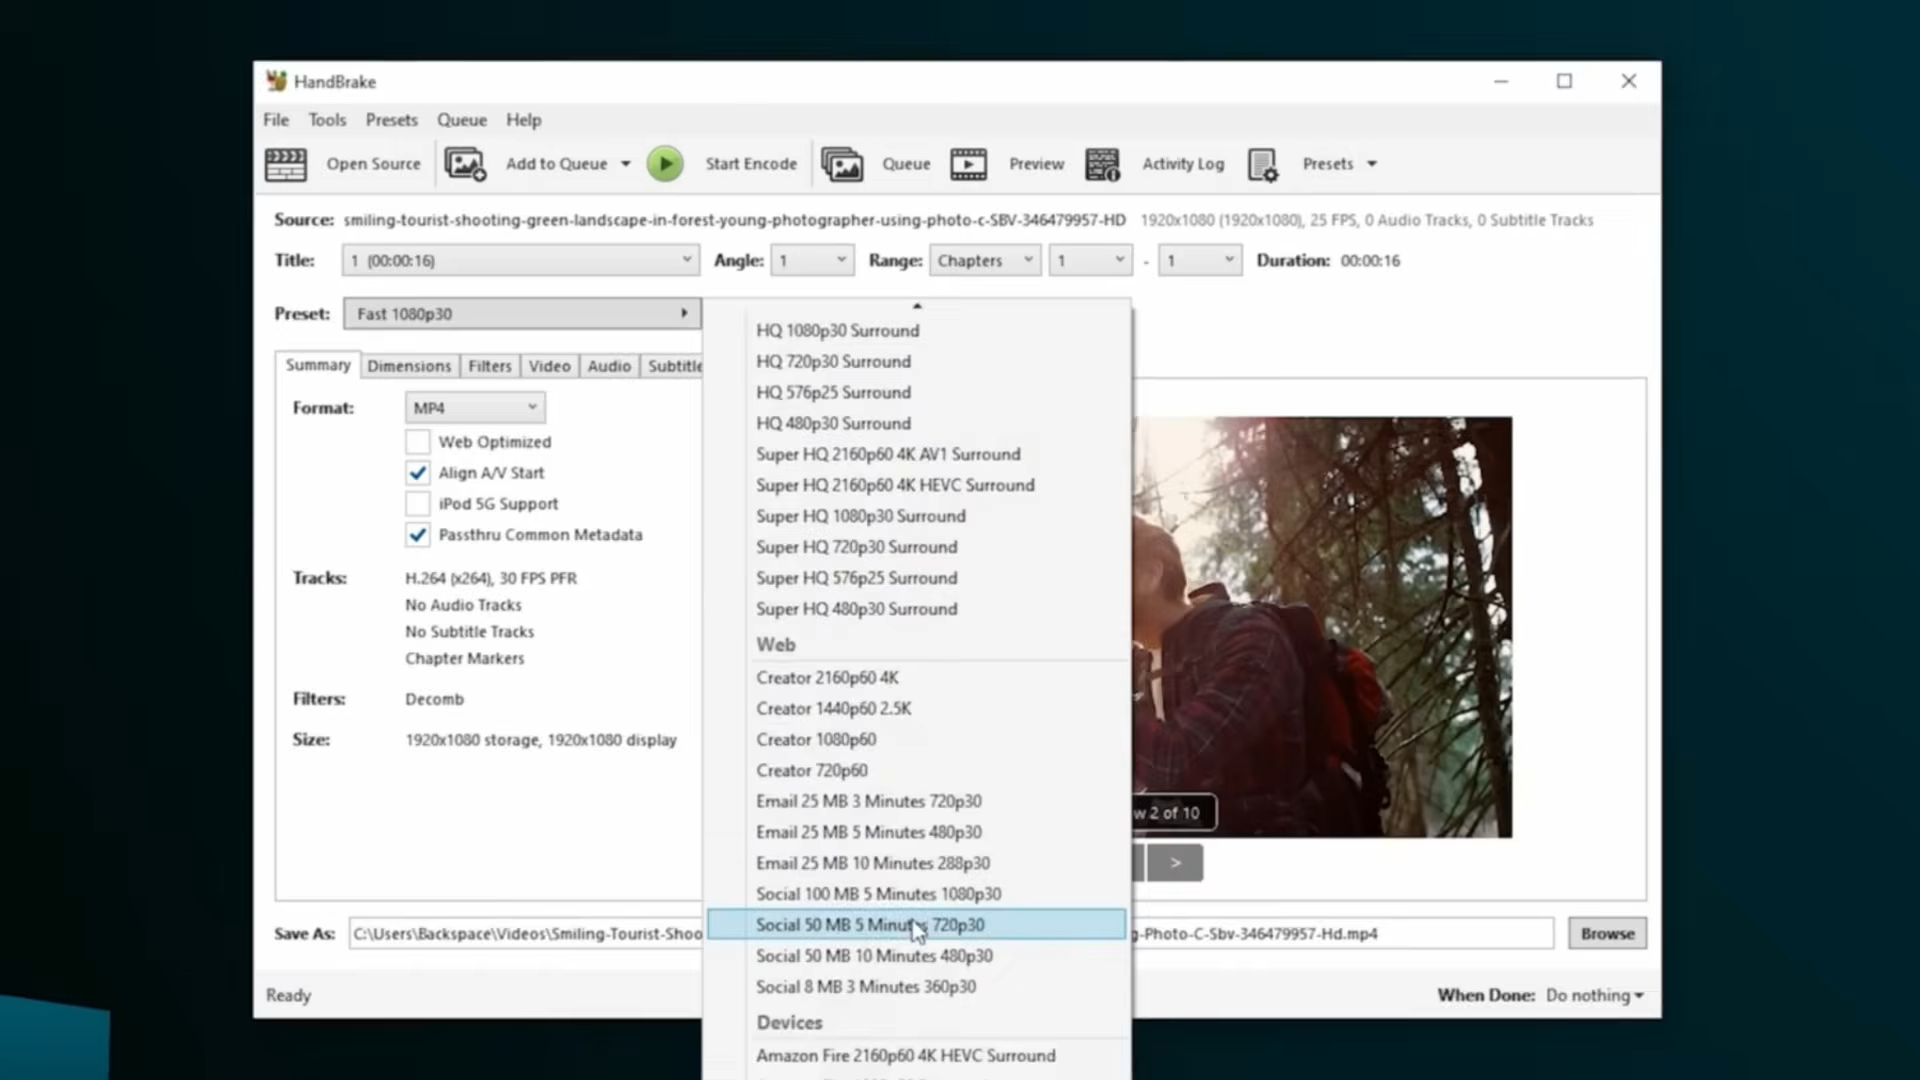 HandBrake
File Tools Presets Queue Help
Open Source Add to Queue Start Encode Queue Preview Activity Log Presets
Source: smiling-tourist-shooting-green-landscape-in-forest-young-photographer-using-photo-c-SBV-346479957-HD 1920x1080 (1920x1080), 25 FPS, 0 Audio Tracks, 0 Subtitle Tracks
Title: 1 (00:00:16) Angle: 1 Range: Chapters 1 - 1 Duration: 00:00:16
Preset: Fast 1080p30
Summary Dimensions Filters Video Audio Subtitle
Format: MP4
Web Optimized
Align A/V Start
iPod 5G Support
Passthru Common Metadata
Tracks: H.264 (x264), 30 FPS PFR
No Audio Tracks
No Subtitle Tracks
Chapter Markers
Filters: Decomb
Size: 1920x1080 storage, 1920x1080 display
HQ 1080p30 Surround
HQ 720p30 Surround
HQ 576p25 Surround
HQ 480p30 Surround
Super HQ 2160p60 4K AV1 Surround
Super HQ 2160p60 4K HEVC Surround
Super HQ 1080p30 Surround
Super HQ 720p30 Surround
Super HQ 576p25 Surround
Super HQ 480p30 Surround
Web
Creator 2160p60 4K
Creator 1440p60 2.5K
Creator 1080p60
Creator 720p60
Email 25 MB 3 Minutes 720p30
Email 25 MB 5 Minutes 480p30
Email 25 MB 10 Minutes 288p30
Social 100 MB 5 Minutes 1080p30
Social 50 MB 5 Minutes 720p30
Social 50 MB 10 Minutes 480p30
Social 8 MB 3 Minutes 360p30
Devices
Amazon Fire 2160p60 4K HEVC Surround
w 2 of 10
>
Save As: C:\Users\Backspace\Videos\Smiling-Tourist-Shoo g-Photo-C-Sbv-346479957-Hd.mp4 Browse
Ready When Done: Do nothing